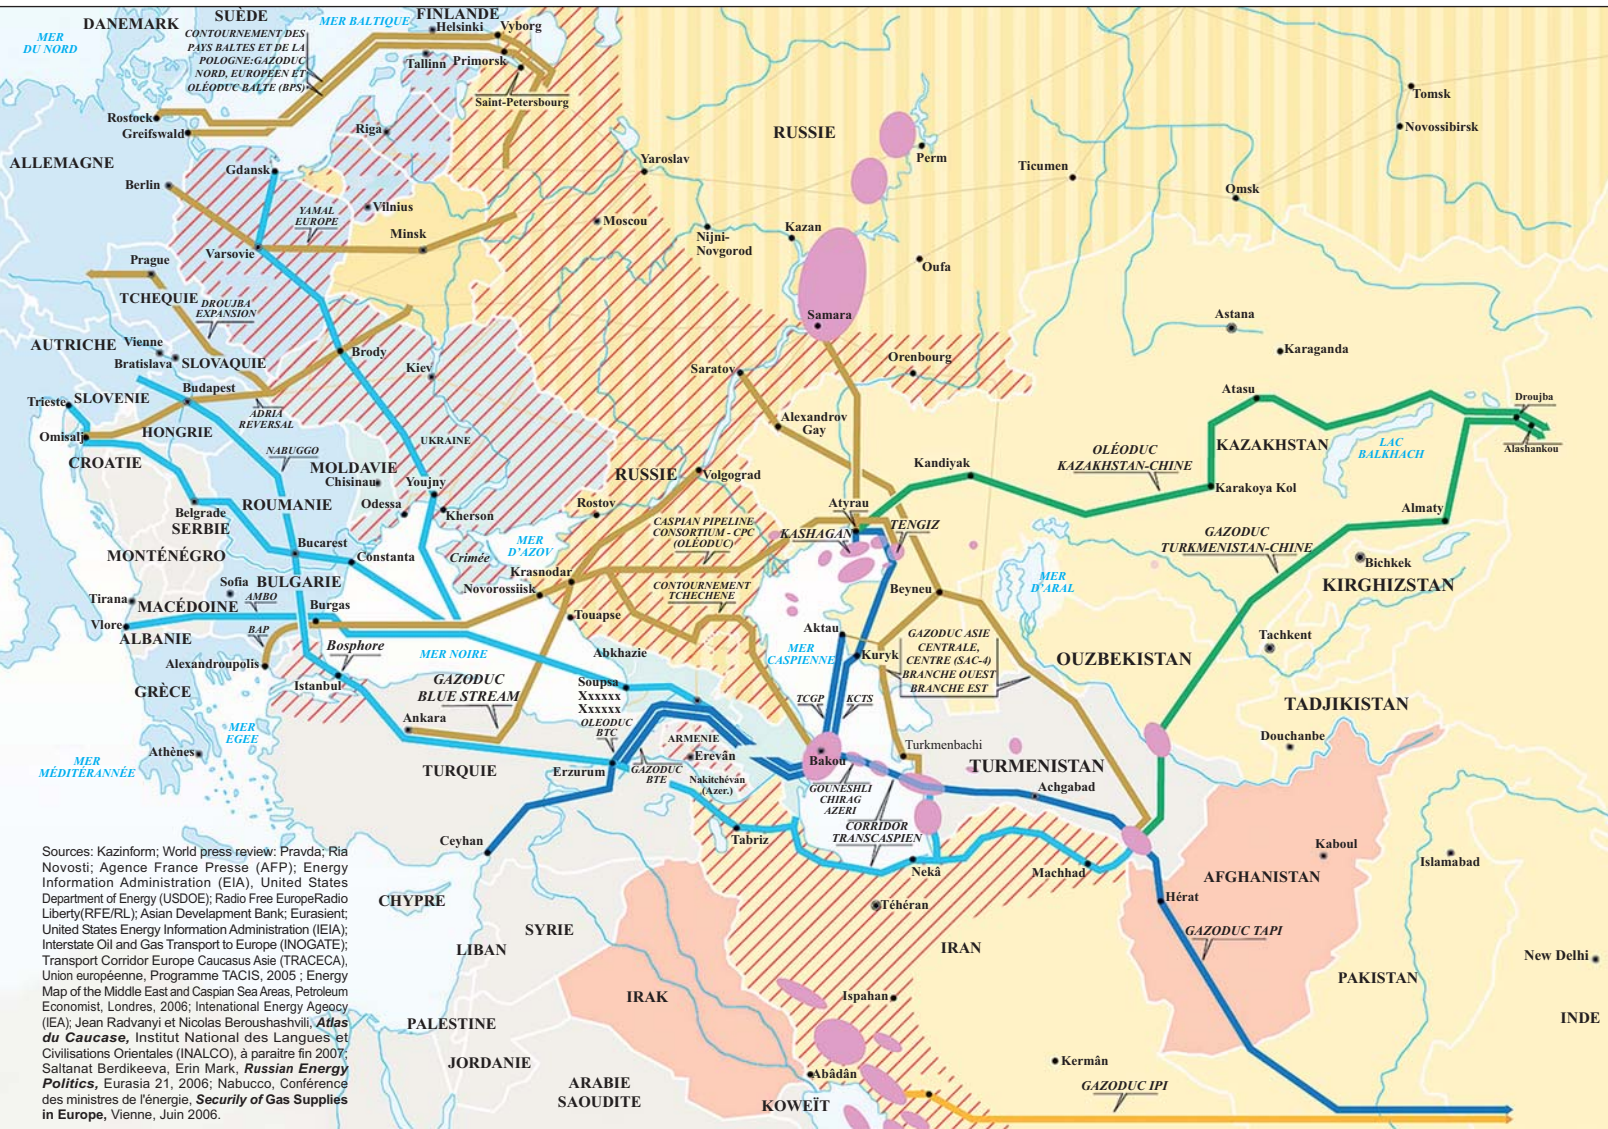 DANEMARK
SUÈDE
MER BALTIQUE
FINLANDE
Helsinki
Vyborg
MER
DU NORD
CONTOURNEMENT DES
PAYS BALTES ET DE LA
POLOGNE:GAZODUC
NORD, EUROPEEN ET
OLÉODUC BALTE (BPS)
Tallinn
Primorsk
Saint-Petersbourg
Rostock
Greifswald
Riga
RUSSIE
Tomsk
Novossibirsk
ALLEMAGNE
Gdansk
Yaroslav
Perm
Ticumen
Berlin
Omsk
YAMAL
EUROPE
Vilnius
Minsk
Moscou
Nijni-
Novgorod
Kazan
Varsovie
Oufa
Prague
TCHEQUIE
DROUJBA
EXPANSION
Samara
Astana
AUTRICHE
Vienne
Bratislava
SLOVAQUIE
Brody
Kiev
Saratov
Orenbourg
Karaganda
Trieste
SLOVENIE
Budapest
Atasu
Droujba
ADRIA
REVERSAL
Alexandrov
Gay
Omisalj
HONGRIE
UKRAINE
CROATIE
NABUGGO
OLÉODUC
KAZAKHSTAN-CHINE
KAZAKHSTAN
LAC
BALKHACH
Alashankou
MOLDAVIE
Chisinau
Youjny
RUSSIE
Volgograd
Kandiyak
Karakoya Kol
Belgrade
SERBIE
ROUMANIE
Odessa
Kherson
Rostov
Atyrau
Almaty
CASPIAN PIPELINE
CONSORTIUM - CPC
(OLÉODUC)
KASHAGAN
TENGIZ
GAZODUC
TURKMENISTAN-CHINE
MONTÉNÉGRO
Bucarest
Constanta
Crimée
MER
D'AZOV
Bichkek
Sofia
BULGARIE
Krasnodar
Novorossiisk
CONTOURNEMENT
TCHECHENE
Beyneu
MER
D'ARAL
KIRGHIZSTAN
Tirana
MACÉDOINE
AMBO
Burgas
Touapse
Vlore
ALBANIE
BAP
Aktau
Tachkent
Alexandroupolis
Bosphore
MER NOIRE
Abkhazie
MER
CASPIENNE
Kuryk
GAZODUC ASIE
CENTRALE,
CENTRE (SAC-4)
BRANCHE OUEST
BRANCHE EST
OUZBEKISTAN
GRÈCE
Istanbul
GAZODUC
BLUE STREAM
Soupsa
Xxxxxx
Xxxxxx
TCGP
KCTS
TADJIKISTAN
MER
EGEE
Ankara
OLEODUC
BTC
ARMENIE
Douchanbe
Athènes
Erevân
Turkmenbachi
MER
MÉDITÉRANNÉE
TURQUIE
Erzurum
GAZODUC
BTE
Nakitchévan
(Azer.)
Bakou
TURMENISTAN
GOUNESHLI
CHIRAG
AZERI
Achgabad
CORRIDOR
TRANSCASPIEN
Ceyhan
Tabriz
Kaboul
Islamabad
Nekâ
Machhad
AFGHANISTAN
CHYPRE
Téhéran
Hérat
SYRIE
LIBAN
IRAN
GAZODUC TAPI
New Delhi
PAKISTAN
IRAK
Ispahan
PALESTINE
INDE
JORDANIE
Kermân
ARABIE
SAOUDITE
Abâdân
KOWEÏT
GAZODUC IPI
Sources: Kazinform; World press review: Pravda; Ria
Novosti; Agence France Presse (AFP); Energy
Information Administration (EIA), United States
Department of Energy (USDOE); Radio Free EuropeRadio
Liberty(RFE/RL); Asian Develapment Bank; Eurasient;
United States Energy Information Administration (IEIA);
Interstate Oil and Gas Transport to Europe (INOGATE);
Transport Corridor Europe Caucasus Asie (TRACECA),
Union européenne, Programme TACIS, 2005 ; Energy
Map of the Middle East and Caspian Sea Areas, Petroleum
Economist, Londres, 2006; Intenational Energy Ageocy
(IEA); Jean Radvanyi et Nicolas Beroushashvili, Atlas
du Caucase, Institut National des Langues et
Civilisations Orientales (INALCO), à paraitre fin 2007;
Saltanat Berdikeeva, Erin Mark, Russian Energy
Politics, Eurasia 21, 2006; Nabucco, Conférence
des ministres de l'énergie, Securily of Gas Supplies
in Europe, Vienne, Juin 2006.